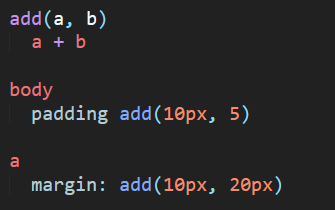 add(a, b)
a + b
body
padding add(10px, 5)
a
margin: add(10px, 20px)